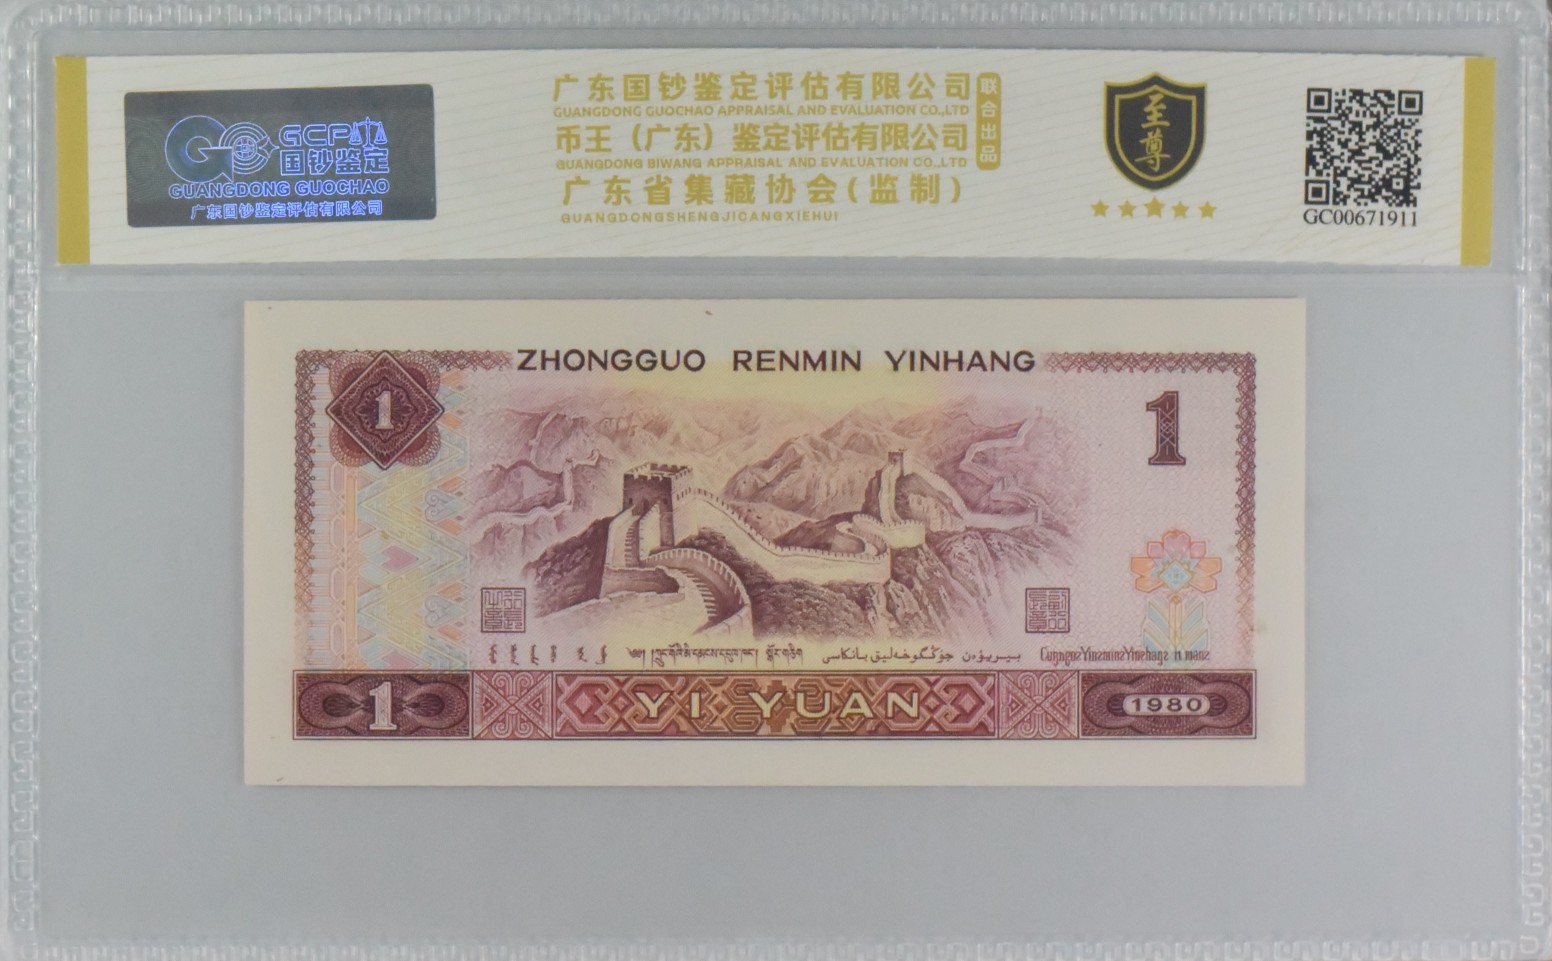 GCP
国钞鉴定
GUANGDONG GUOCHAO
广东国钞鉴定评估有限公司
广东国钞鉴定评估有限公司
GUANGDONG GUOCHAO APPRAISAL AND EVALUATION CO.,LTD
币王（广东）鉴定评估有限公司
GUANGDONG BIWANG APPRAISAL AND EVALUATION CO.,LTD
广东省集藏协会(监制)
GUANGDONGSHENGJICANGXIEHUI
联合出品
至尊
GC00671911
ZHONGGUO RENMIN YINHANG
1
1
1
YI YUAN
1980